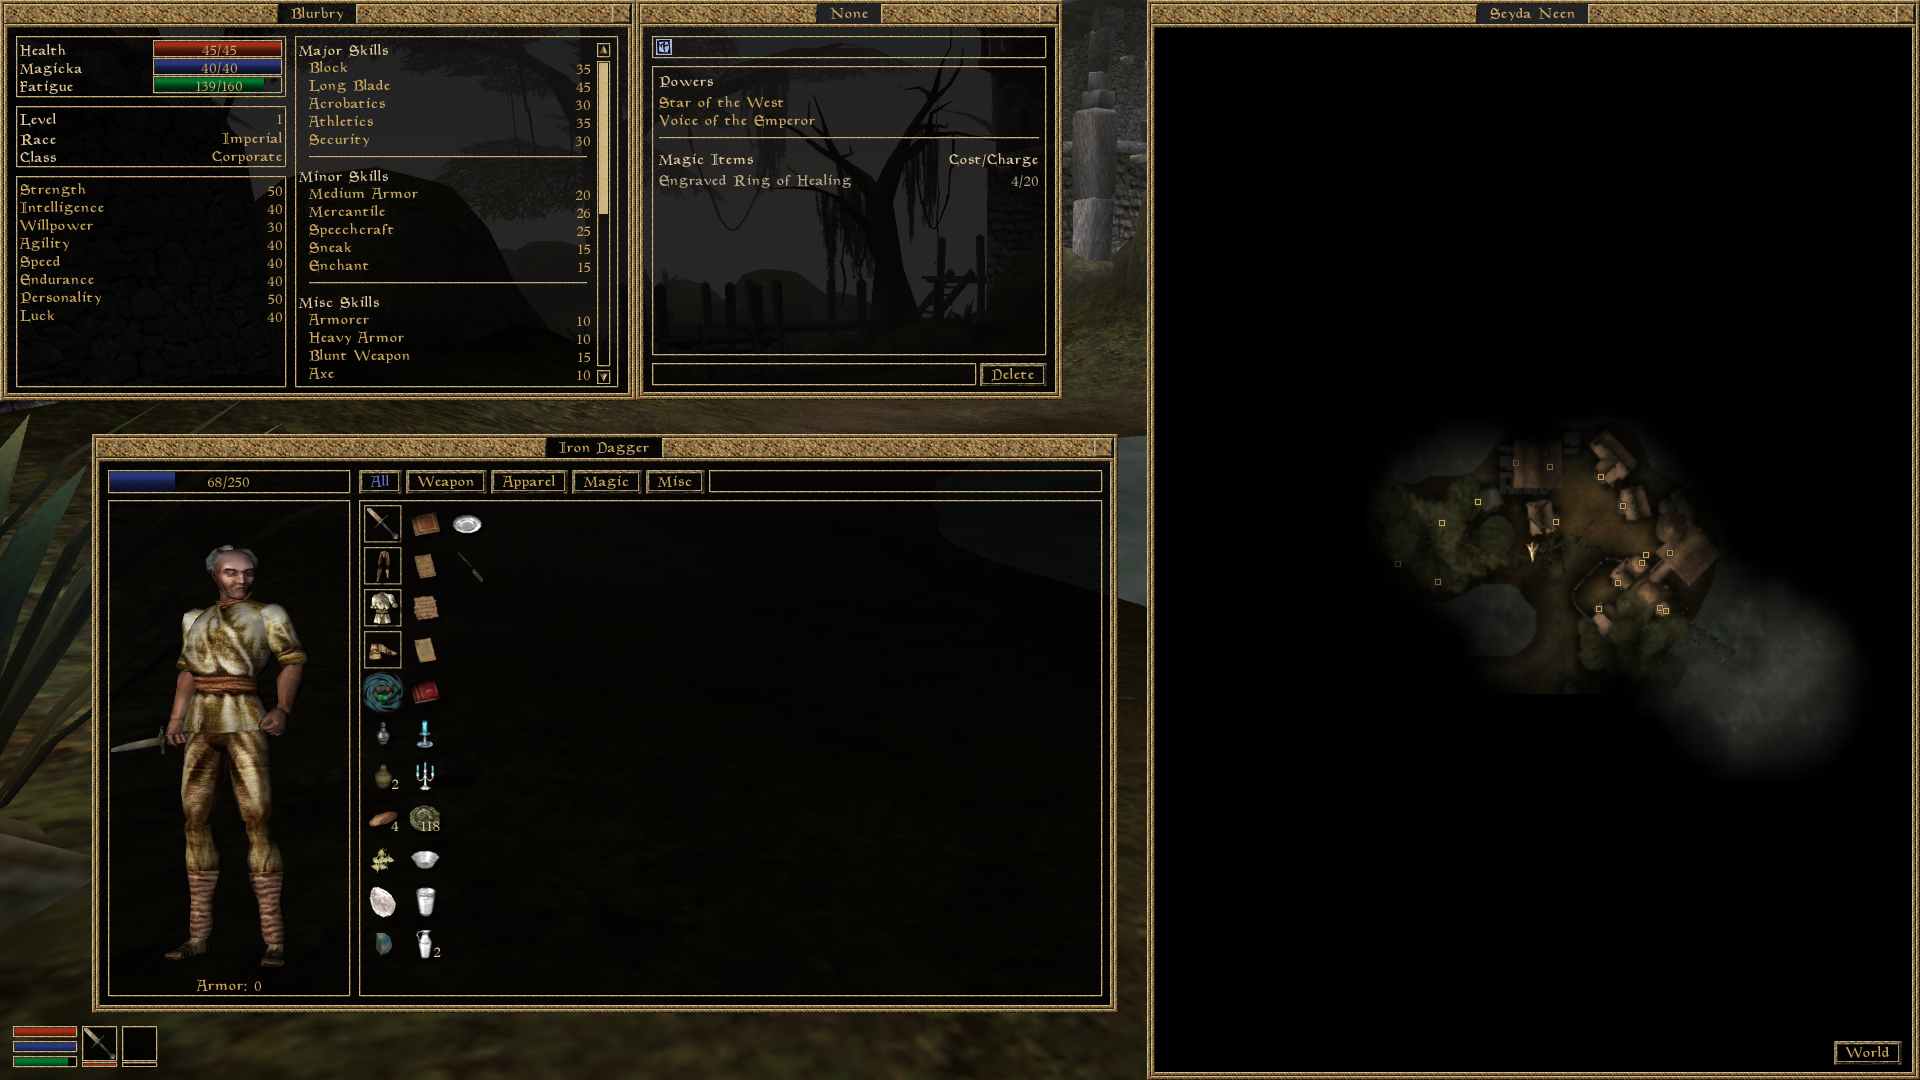 Blurbry
Health 45/45
Magicka 40/40
Fatigue 139/160
Level 1
Race Imperial
Class Corporate
Strength 50
Intelligence 40
Willpower 30
Agility 40
Speed 40
Endurance 40
Personality 50
Luck 40
Major Skills
Block 35
Long Blade 45
Acrobatics 30
Athletics 35
Security 30
Minor Skills
Medium Armor 20
Mercantile 26
Speechcraft 25
Sneak 15
Enchant 15
Misc Skills
Armorer 10
Heavy Armor 10
Blunt Weapon 15
Axe 10
None
Powers
Star of the West
Voice of the Emperor
Magic Items Cost/Charge
Engraved Ring of Healing 4/20
Delete
Seyda Neen
World
Iron Dagger
68/250
All Weapon Apparel Magic Misc
2
4 118
2
Armor: 0